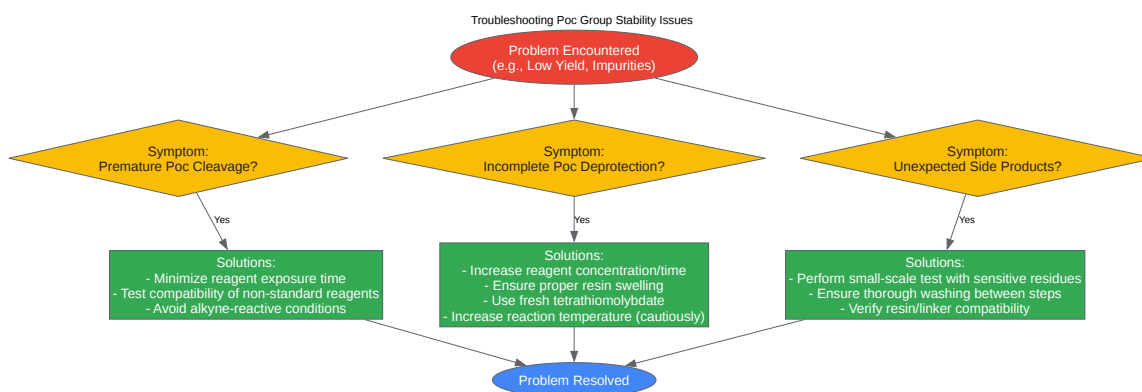 Troubleshooting Poc Group Stability Issues
Problem Encountered
(e.g., Low Yield, Impurities)
Symptom:
Premature Poc Cleavage?
Symptom:
Incomplete Poc Deprotection?
Symptom:
Unexpected Side Products?
Yes
Yes
Yes
Solutions:
- Minimize reagent exposure time
- Test compatibility of non-standard reagents
- Avoid alkyne-reactive conditions
Solutions:
- Increase reagent concentration/time
- Ensure proper resin swelling
- Use fresh tetrathiomolybdate
- Increase reaction temperature (cautiously)
Solutions:
- Perform small-scale test with sensitive residues
- Ensure thorough washing between steps
- Verify resin/linker compatibility
Problem Resolved